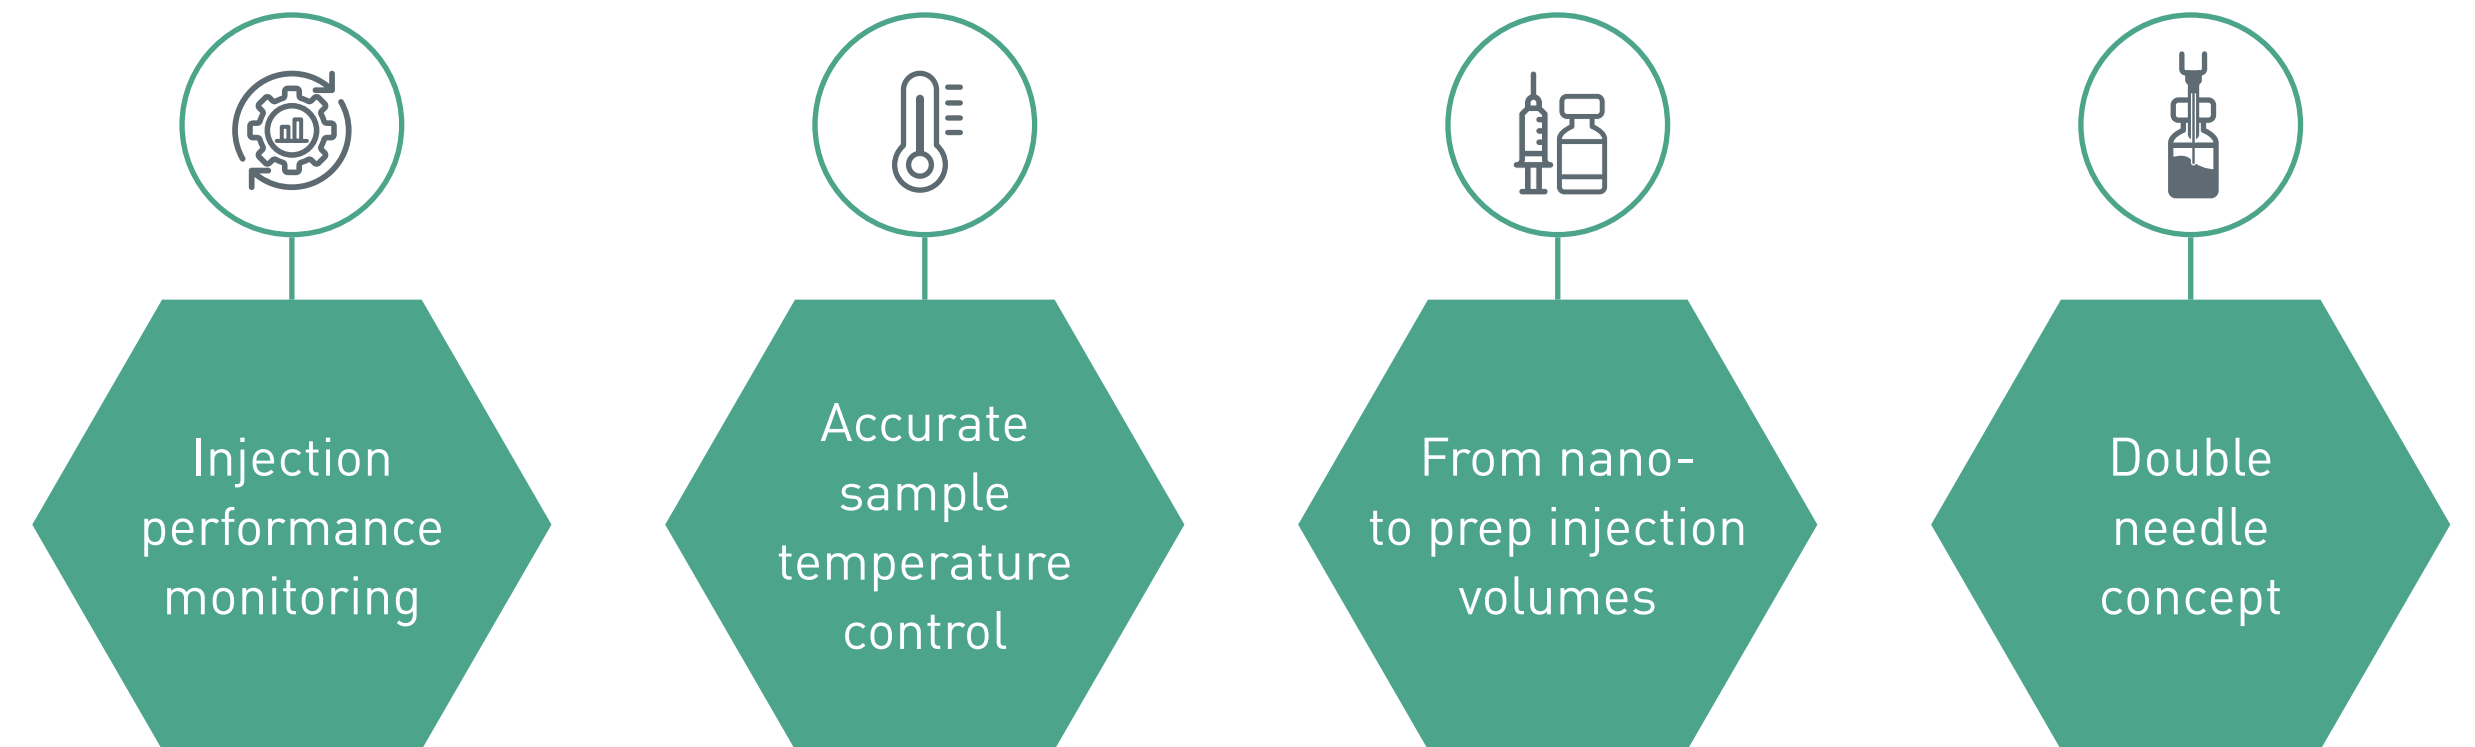 Injection
performance
monitoring
Accurate
sample
temperature
control
From nano-
to prep injection
volumes
Double
needle
concept